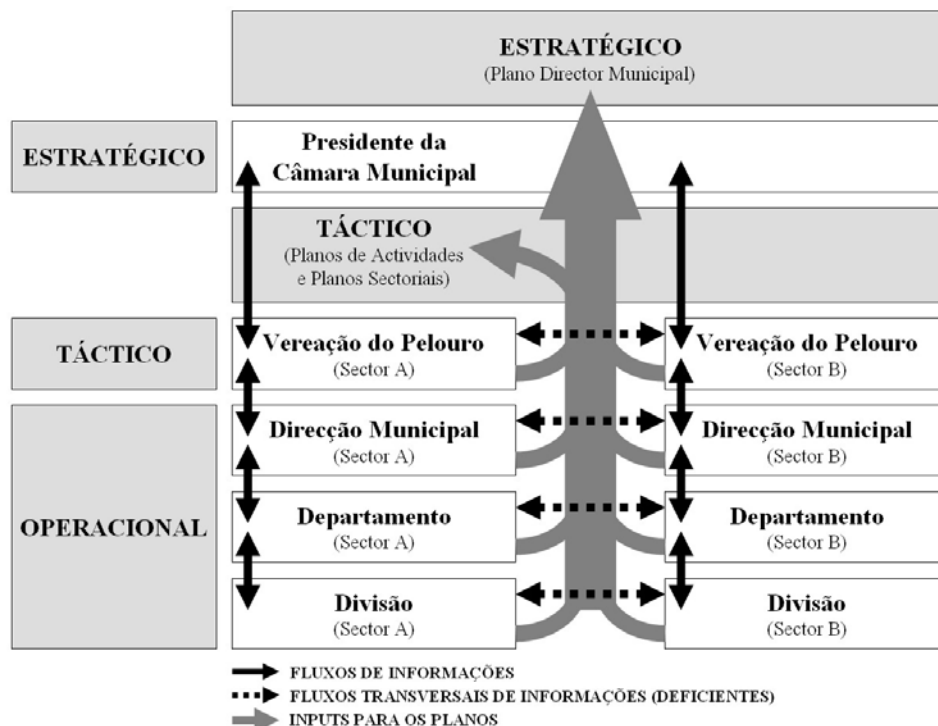 ESTRATÉGICO
(Plano Director Municipal)
ESTRATÉGICO
Presidente da
Câmara Municipal
TÁCTICO
(Planos de Actividades
e Planos Sectoriais)
TÁCTICO
Vereação do Pelouro
(Sector A)
Vereação do Pelouro
(Sector B)
OPERACIONAL
Direcção Municipal
(Sector A)
Direcção Municipal
(Sector B)
Departamento
(Sector A)
Departamento
(Sector B)
Divisão
(Sector A)
Divisão
(Sector B)
FLUXOS DE INFORMAÇÕES
FLUXOS TRANSVERSAIS DE INFORMAÇÕES (DEFICIENTES)
INPUTS PARA OS PLANOS